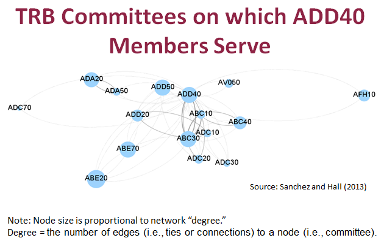 TRB Committees on which ADD40
Members Serve
ADA20
ADA50
ADD50
ADD40
AV060
AFH10
ADC70
ADD20
ABC10
ABC40
ADC10
ABC30
ABE70
ADC20
ADC30
ABE20
Source: Sanchez and Hall (2013)
Note: Node size is proportional to network “degree.”
Degree = the number of edges (i.e., ties or connections) to a node (i.e., committee).